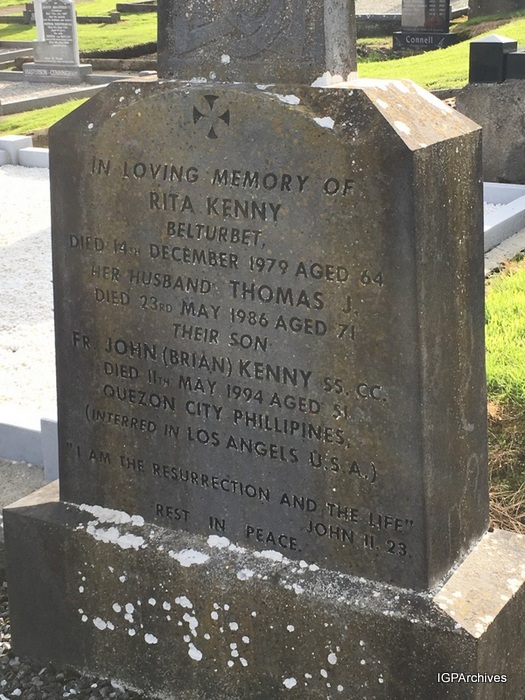 Connell
IN LOVING MEMORY OF
RITA KENNY
BELTURBET,
DIED 14TH DECEMBER 1979 AGED 64
HER HUSBAND THOMAS J.
DIED 23RD MAY 1986 AGED 71
THEIR SON
FR. JOHN (BRIAN) KENNY SS. CC.
DIED 11TH MAY 1994 AGED 51.
QUEZON CITY PHILLIPINES,
(INTERRED IN LOS ANGELS U.S.A.)
"I AM THE RESURRECTION AND THE LIFE"
JOHN 11. 23.
REST IN PEACE.
IGPArchives